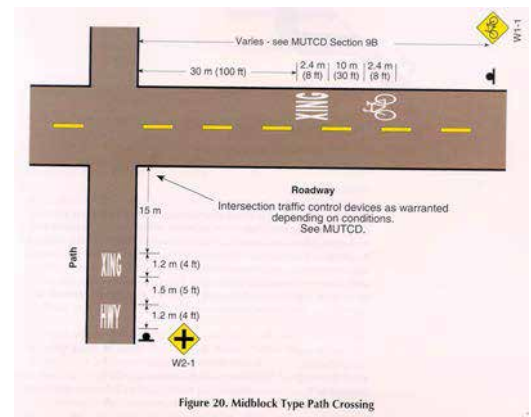 Varies - see MUTCD Section 9B
W1-1
30 m (100 ft)
2.4 m
(8 ft)
10 m
(30 ft)
2.4 m
(8 ft)
XING
Roadway
Intersection traffic control devices as warranted
depending on conditions.
See MUTCD.
15 m
Path
XING
1.2 m (4 ft)
1.5 m (5 ft)
HWY
1.2 m (4 ft)
W2-1
Figure 20. Midblock Type Path Crossing